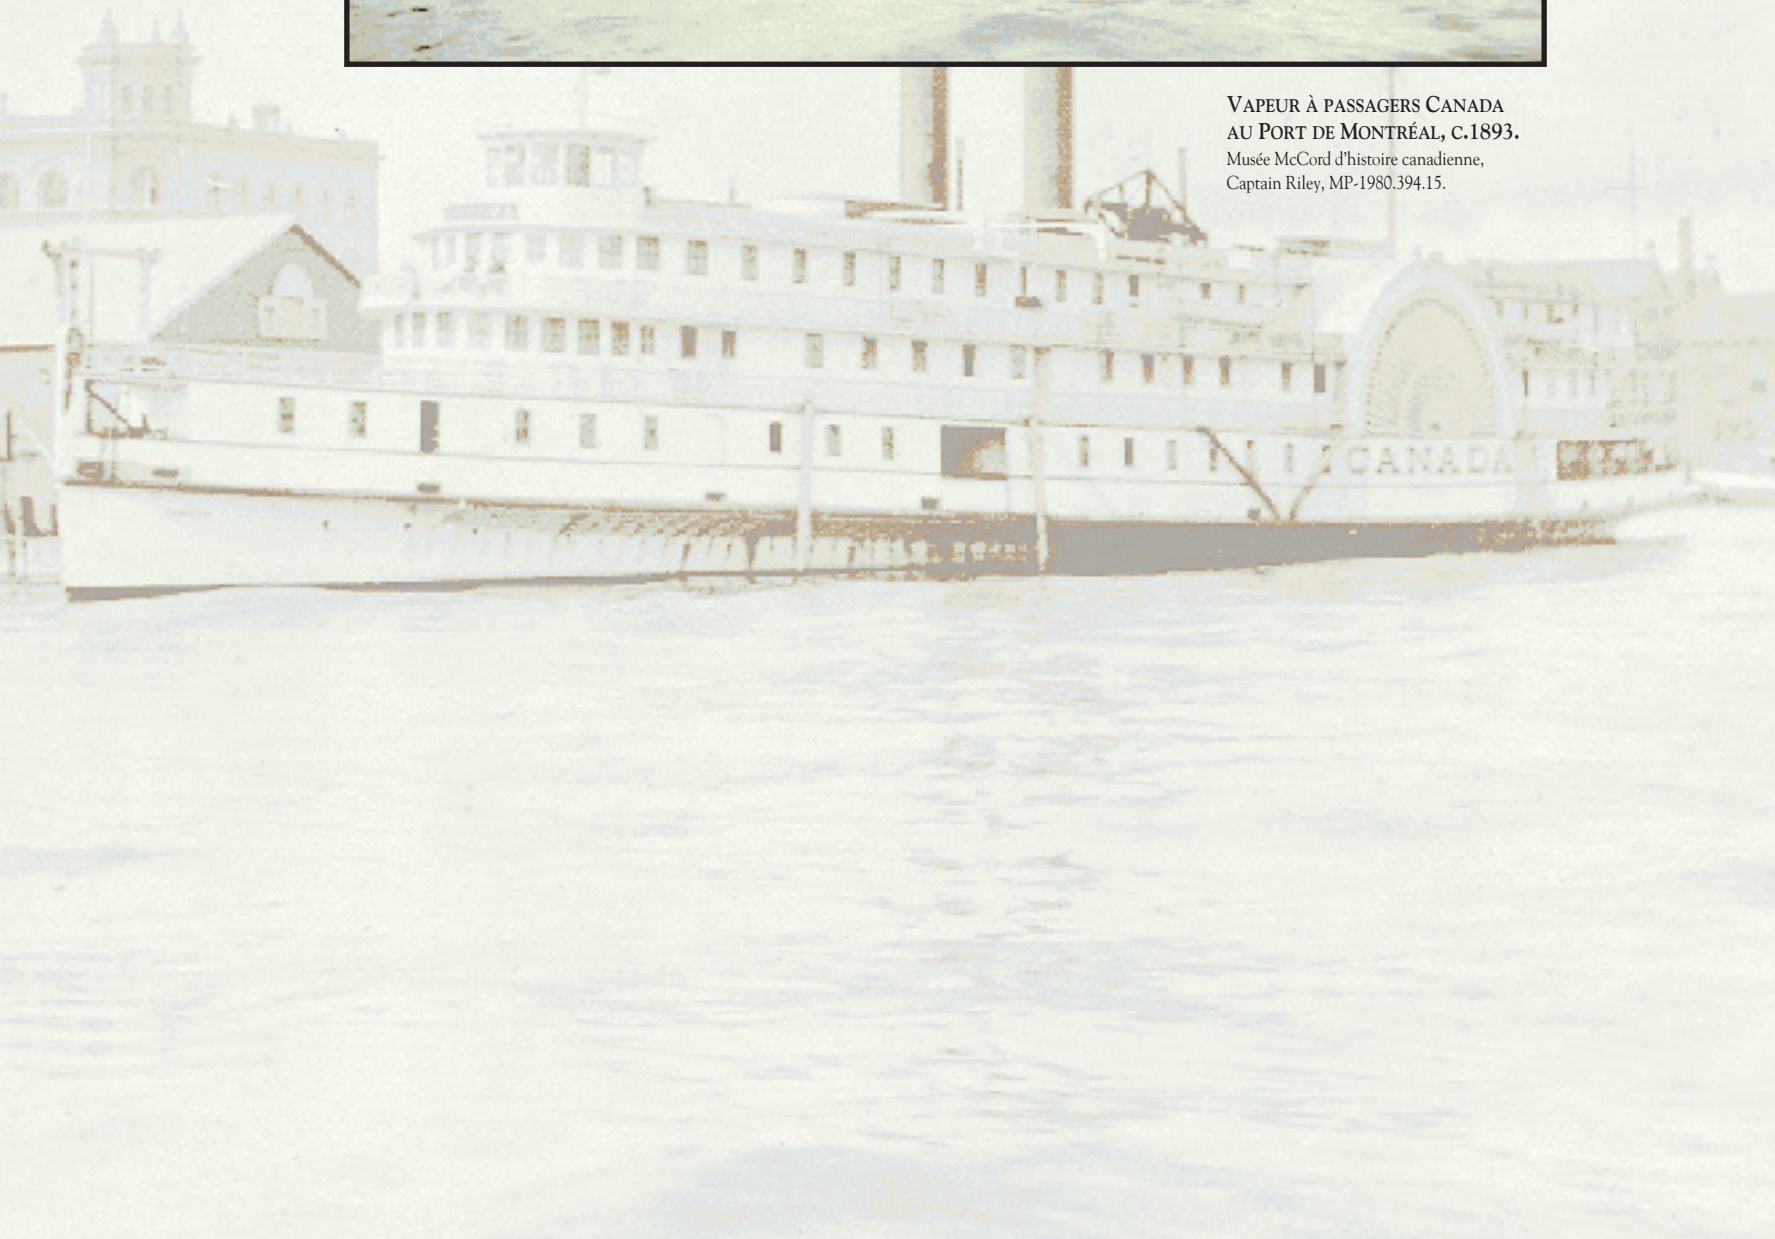 Vapeur à passagers Canada
au Port de Montréal, c.1893.
Musée McCord d'histoire canadienne,
Captain Riley, MP-1980.394.15.
CANADA